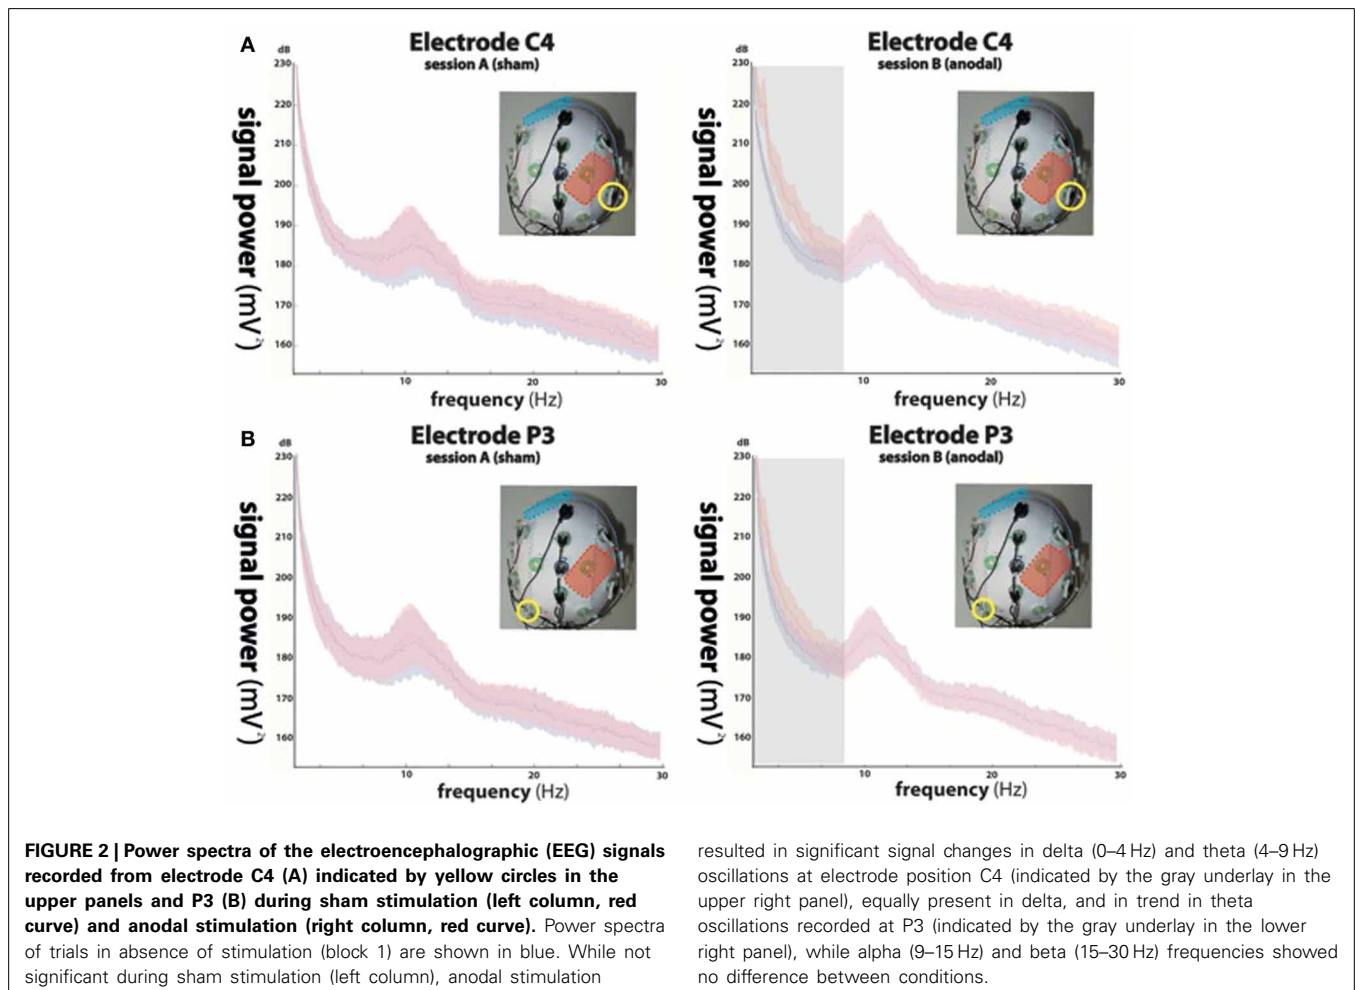 A
Electrode C4
session A (sham)
dB
signal power (mV²)
230
220
210
200
190
180
170
160
10
20
30
frequency (Hz)
Electrode C4
session B (anodal)
dB
signal power (mV²)
230
220
210
200
190
180
170
160
10
20
30
frequency (Hz)
B
Electrode P3
session A (sham)
dB
signal power (mV²)
230
220
210
200
190
180
170
160
10
20
30
frequency (Hz)
Electrode P3
session B (anodal)
dB
signal power (mV²)
230
220
210
200
190
180
170
160
10
20
30
frequency (Hz)
FIGURE 2 | Power spectra of the electroencephalographic (EEG) signals
recorded from electrode C4 (A) indicated by yellow circles in the
upper panels and P3 (B) during sham stimulation (left column, red
curve) and anodal stimulation (right column, red curve). Power spectra
of trials in absence of stimulation (block 1) are shown in blue. While not
significant during sham stimulation (left column), anodal stimulation
resulted in significant signal changes in delta (0–4 Hz) and theta (4–9 Hz)
oscillations at electrode position C4 (indicated by the gray underlay in the
upper right panel), equally present in delta, and in trend in theta
oscillations recorded at P3 (indicated by the gray underlay in the lower
right panel), while alpha (9–15 Hz) and beta (15–30 Hz) frequencies showed
no difference between conditions.